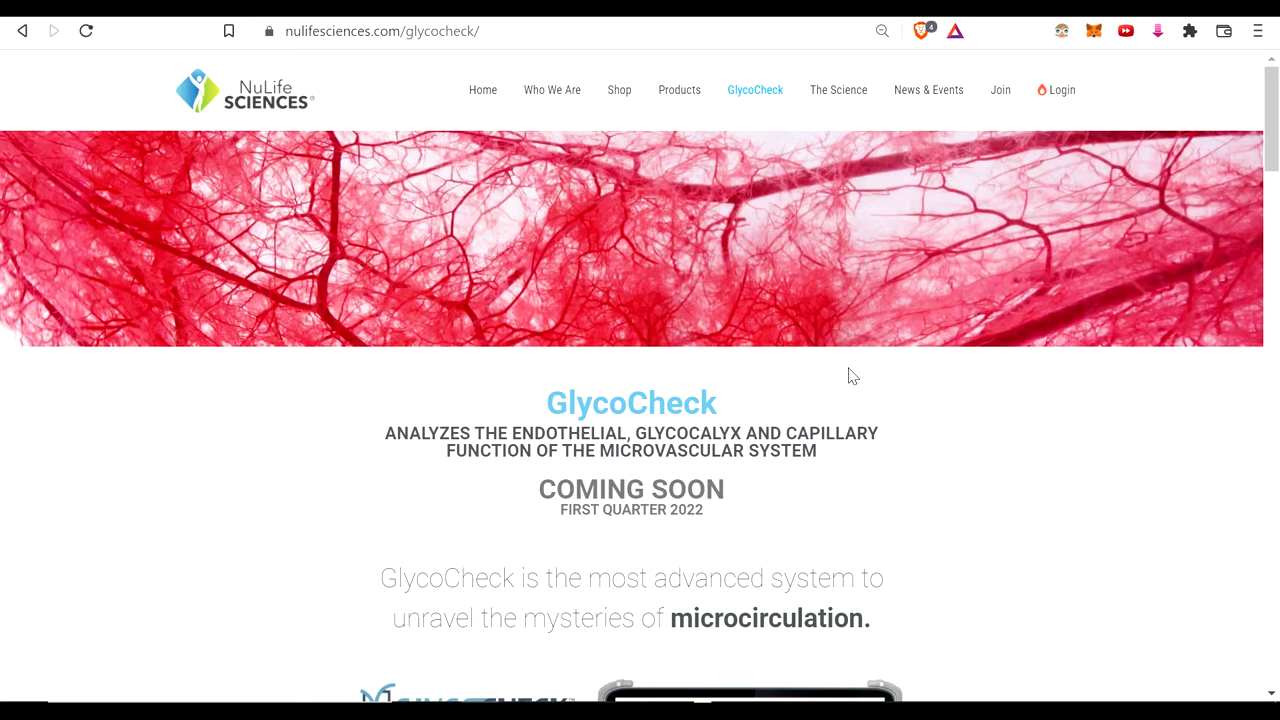 nulifesciences.com/glycocheck/
4
NuLife
SCIENCES®
Home Who We Are Shop Products GlycoCheck The Science News & Events Join Login
GlycoCheck
ANALYZES THE ENDOTHELIAL, GLYCOCALYX AND CAPILLARY
FUNCTION OF THE MICROVASCULAR SYSTEM
COMING SOON
FIRST QUARTER 2022
GlycoCheck is the most advanced system to
unravel the mysteries of microcirculation.